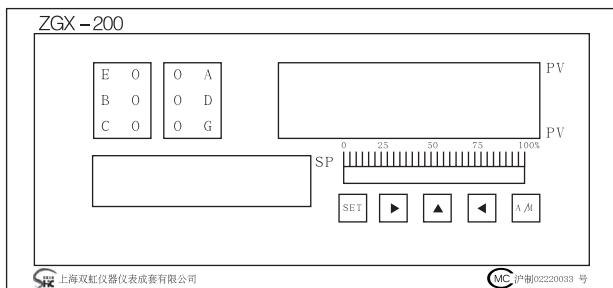 ZGX-200
E O O A
B O O D
C O O G
PV
PV
0 25 50 75 100%
SP
SET A/M
上海双虹仪器仪表成套有限公司
MC 沪制02220033 号